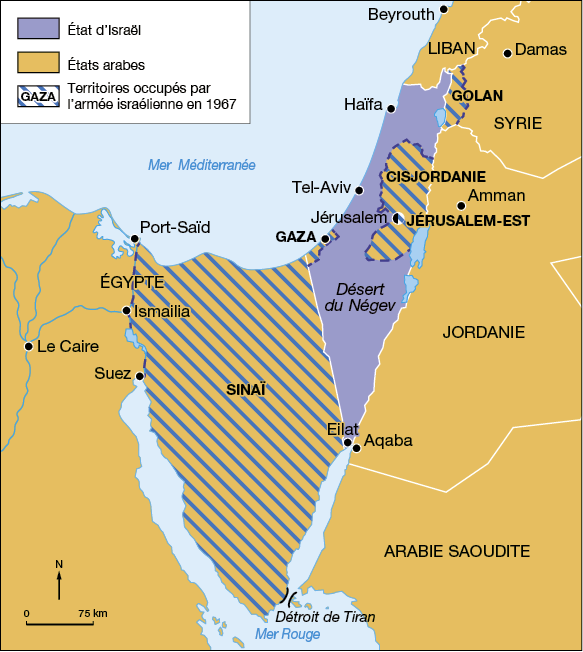 État d'Israël
États arabes
GAZA
Territoires occupés par
l'armée israélienne en 1967
Beyrouth
LIBAN
Damas
GOLAN
Haïfa
SYRIE
Mer Méditerranée
CISJORDANIE
Tel-Aviv
Amman
Jérusalem
JÉRUSALEM-EST
Port-Saïd
GAZA
ÉGYPTE
Désert
du Négev
Ismailia
JORDANIE
Le Caire
Suez
SINAÏ
Eilat
Aqaba
ARABIE SAOUDITE
N
0 75 km
Détroit de Tiran
Mer Rouge